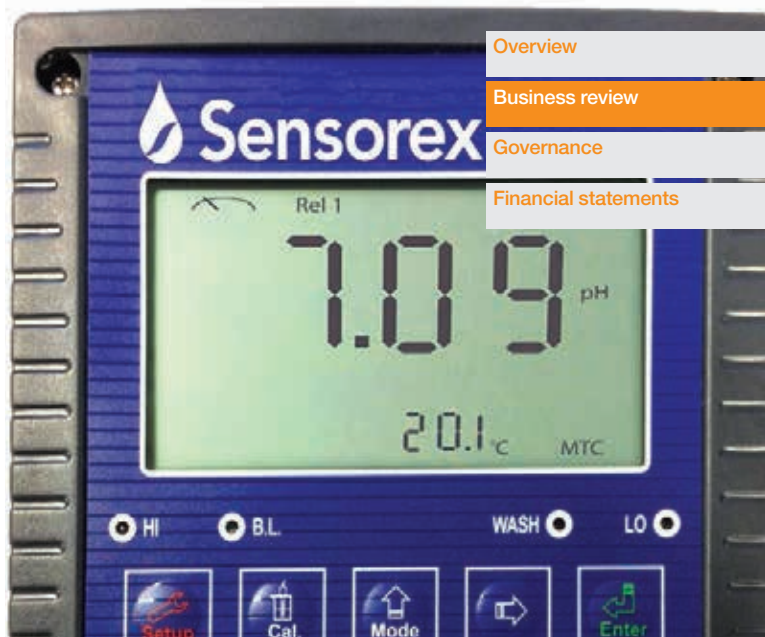 Overview
Business review
Governance
Financial statements
Sensorex
Rel 1
7.09 pH
20.1 °C MTC
HI B.L. WASH LO
Setup Cal. Mode Enter